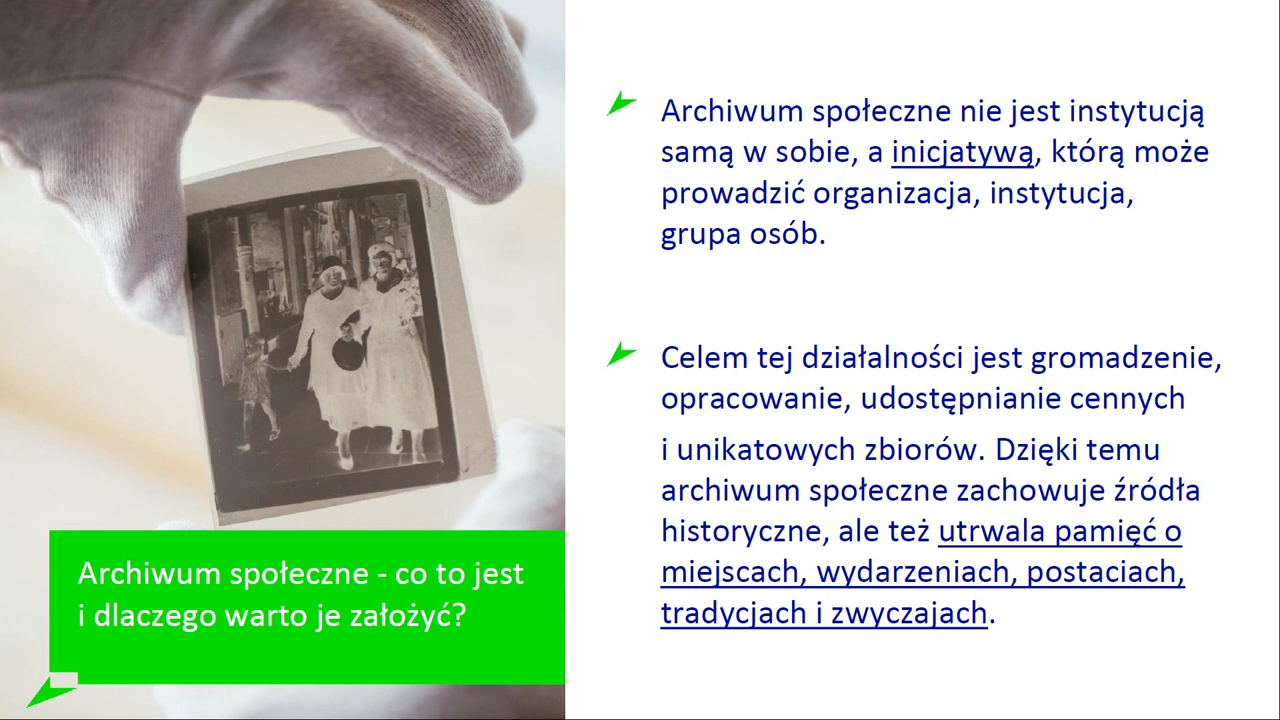 Archiwum społeczne - co to jest
i dlaczego warto je założyć?
Archiwum społeczne nie jest instytucją
samą w sobie, a inicjatywą, którą może
prowadzić organizacja, instytucja,
grupa osób.
Celem tej działalności jest gromadzenie,
opracowanie, udostępnianie cennych
i unikatowych zbiorów. Dzięki temu
archiwum społeczne zachowuje źródła
historyczne, ale też utrwala pamięć o
miejscach, wydarzeniach, postaciach,
tradycjach i zwyczajach.